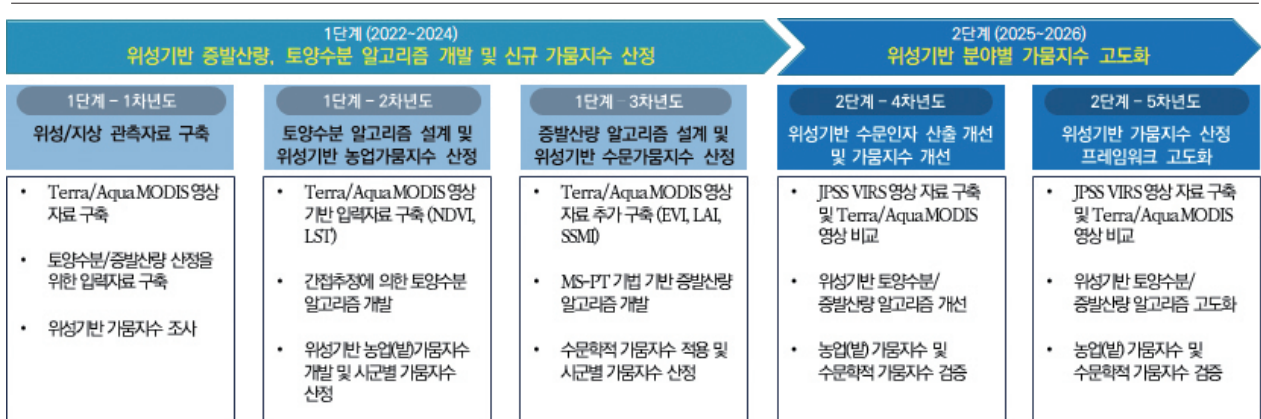 1단계 (2022~2024)
위성기반 증발산량, 토양수분 알고리즘 개발 및 신규 가뭄지수 산정
2단계 (2025~2026)
위성기반 분야별 가뭄지수 고도화
1단계 - 1차년도
위성/지상 관측자료 구축
• Terra/Aqua MODIS 영상
자료 구축
• 토양수분/증발산량 산정을
위한 입력자료 구축
• 위성기반 가뭄지수 조사
1단계 - 2차년도
토양수분 알고리즘 설계 및
위성기반 농업가뭄지수 산정
• Terra/Aqua MODIS 영상
기반 입력자료 구축 (NDVI,
LST)
• 간접추정에 의한 토양수분
알고리즘 개발
• 위성기반 농업(밭)가뭄지수
개발 및 시군별 가뭄지수
산정
1단계 - 3차년도
증발산량 알고리즘 설계 및
위성기반 수문가뭄지수 산정
• Terra/Aqua MODIS 영상
자료 추가 구축 (EVI, LAI,
SSMI)
• MS-PT 기법 기반 증발산량
알고리즘 개발
• 수문학적 가뭄지수 적용 및
시군별 가뭄지수 산정
2단계 - 4차년도
위성기반 수문인자 산출 개선
및 가뭄지수 개선
• JPSS VIRS 영상 자료 구축
및 Terra/Aqua MODIS
영상 비교
• 위성기반 토양수분/
증발산량 알고리즘 개선
• 농업(밭) 가뭄지수 및
수문학적 가뭄지수 검증
2단계 - 5차년도
위성기반 가뭄지수 산정
프레임워크 고도화
• JPSS VIRS 영상 자료 구축
및 Terra/Aqua MODIS
영상 비교
• 위성기반 토양수분/
증발산량 알고리즘 고도화
• 농업(밭) 가뭄지수 및
수문학적 가뭄지수 검증